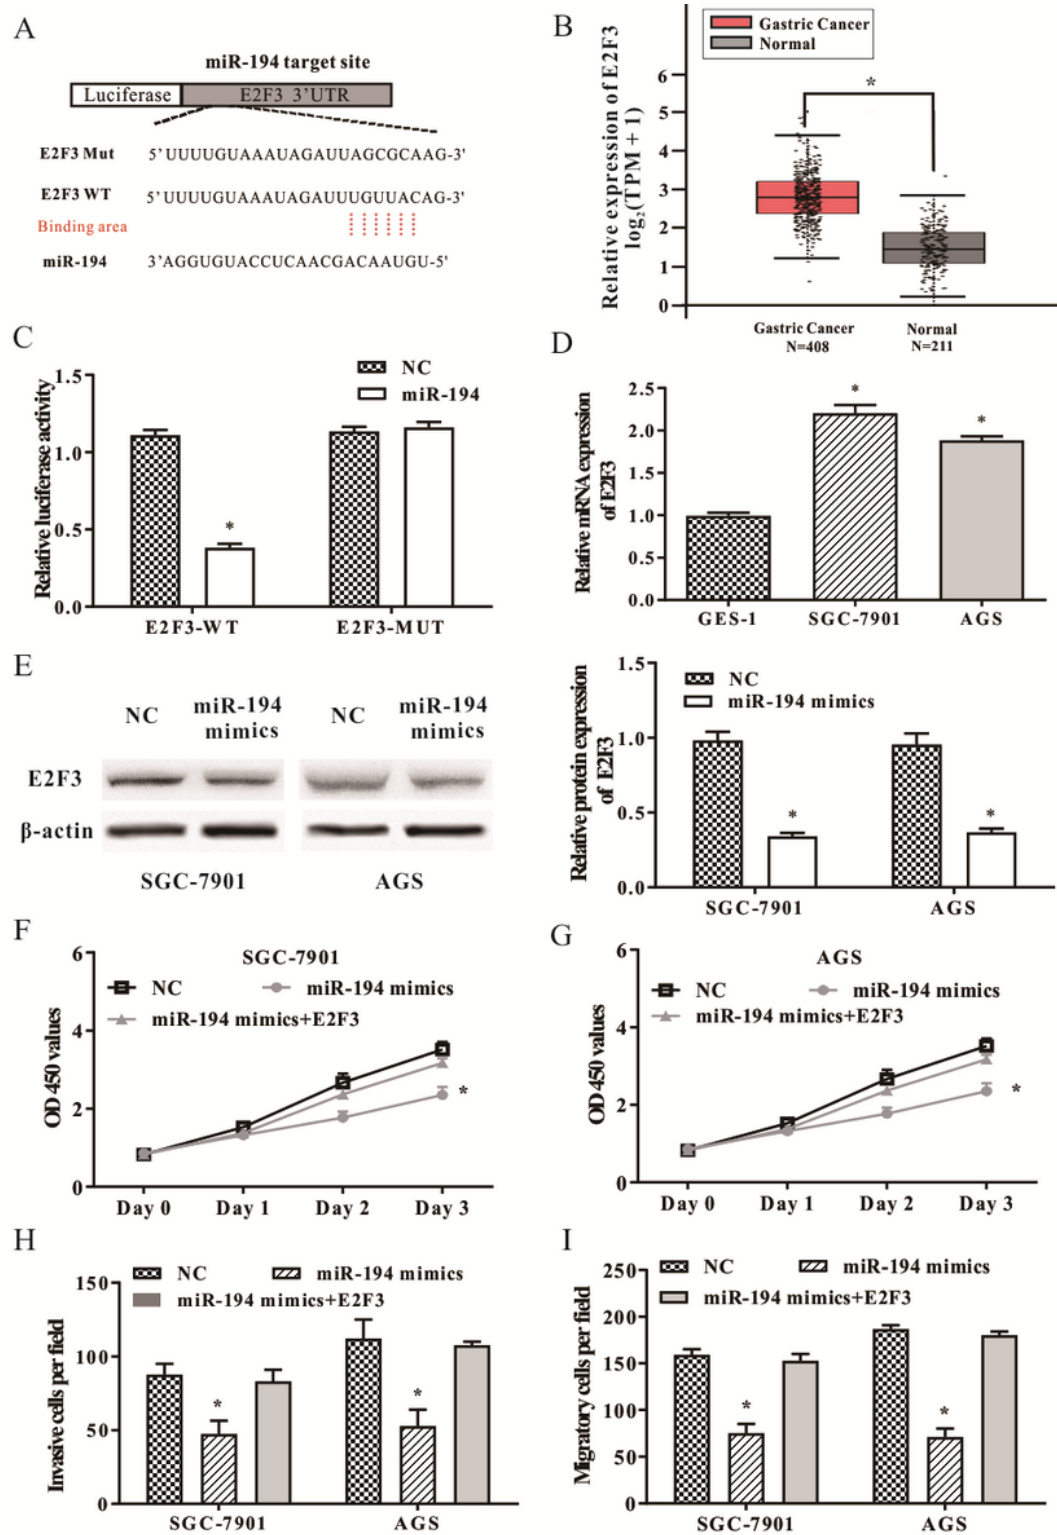 A
miR-194 target site
Luciferase E2F3 3'UTR
E2F3 Mut 5'UUUUGUAAAUAGAUUAGCGCAAG-3'
E2F3 WT 5'UUUUGUAAAUAGAUUUGUUACAG-3'
Binding area
miR-194 3'AGGUGUACCUCAACGACAAUGU-5'
B
Gastric Cancer
Normal
Relative expression of E2F3
log2(TPM + 1)
6
5
4
3
2
1
0
*
Gastric Cancer
N=408
Normal
N=211
C
NC
miR-194
Relative luciferase activity
1.5
1.0
0.5
0.0
*
E2F3-WT E2F3-MUT
D
Relative mRNA expression
of E2F3
2.5
2.0
1.5
1.0
0.5
0.0
* *
GES-1 SGC-7901 AGS
E
NC miR-194 mimics NC miR-194 mimics
E2F3
β-actin
SGC-7901 AGS
Relative protein expression
of E2F3
1.5
1.0
0.5
0.0
NC
miR-194 mimics
* *
SGC-7901 AGS
F
SGC-7901
NC miR-194 mimics
miR-194 mimics+E2F3
OD 450 values
6
4
2
0
*
Day 0 Day 1 Day 2 Day 3
G
AGS
NC miR-194 mimics
miR-194 mimics+E2F3
OD 450 values
6
4
2
0
*
Day 0 Day 1 Day 2 Day 3
H
NC miR-194 mimics
miR-194 mimics+E2F3
Invasive cells per field
150
100
50
0
* *
SGC-7901 AGS
I
NC miR-194 mimics
miR-194 mimics+E2F3
Migratory cells per field
250
200
150
100
50
0
* *
SGC-7901 AGS